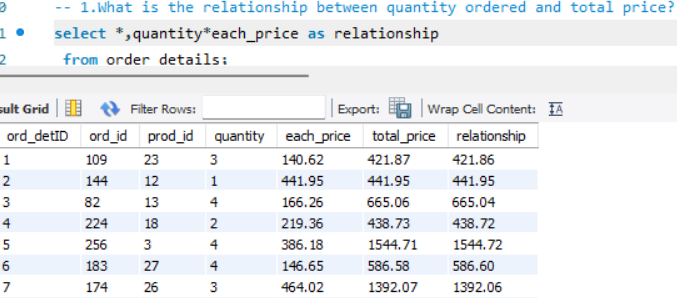 0 -- 1.What is the relationship between quantity ordered and total price?
1 select *,quantity*each_price as relationship
2 from order details;
sult Grid Filter Rows: Export: Wrap Cell Content:
ord_detID ord_id prod_id quantity each_price total_price relationship
1 109 23 3 140.62 421.87 421.86
2 144 12 1 441.95 441.95 441.95
3 82 13 4 166.26 665.06 665.04
4 224 18 2 219.36 438.73 438.72
5 256 3 4 386.18 1544.71 1544.72
6 183 27 4 146.65 586.58 586.60
7 174 26 3 464.02 1392.07 1392.06